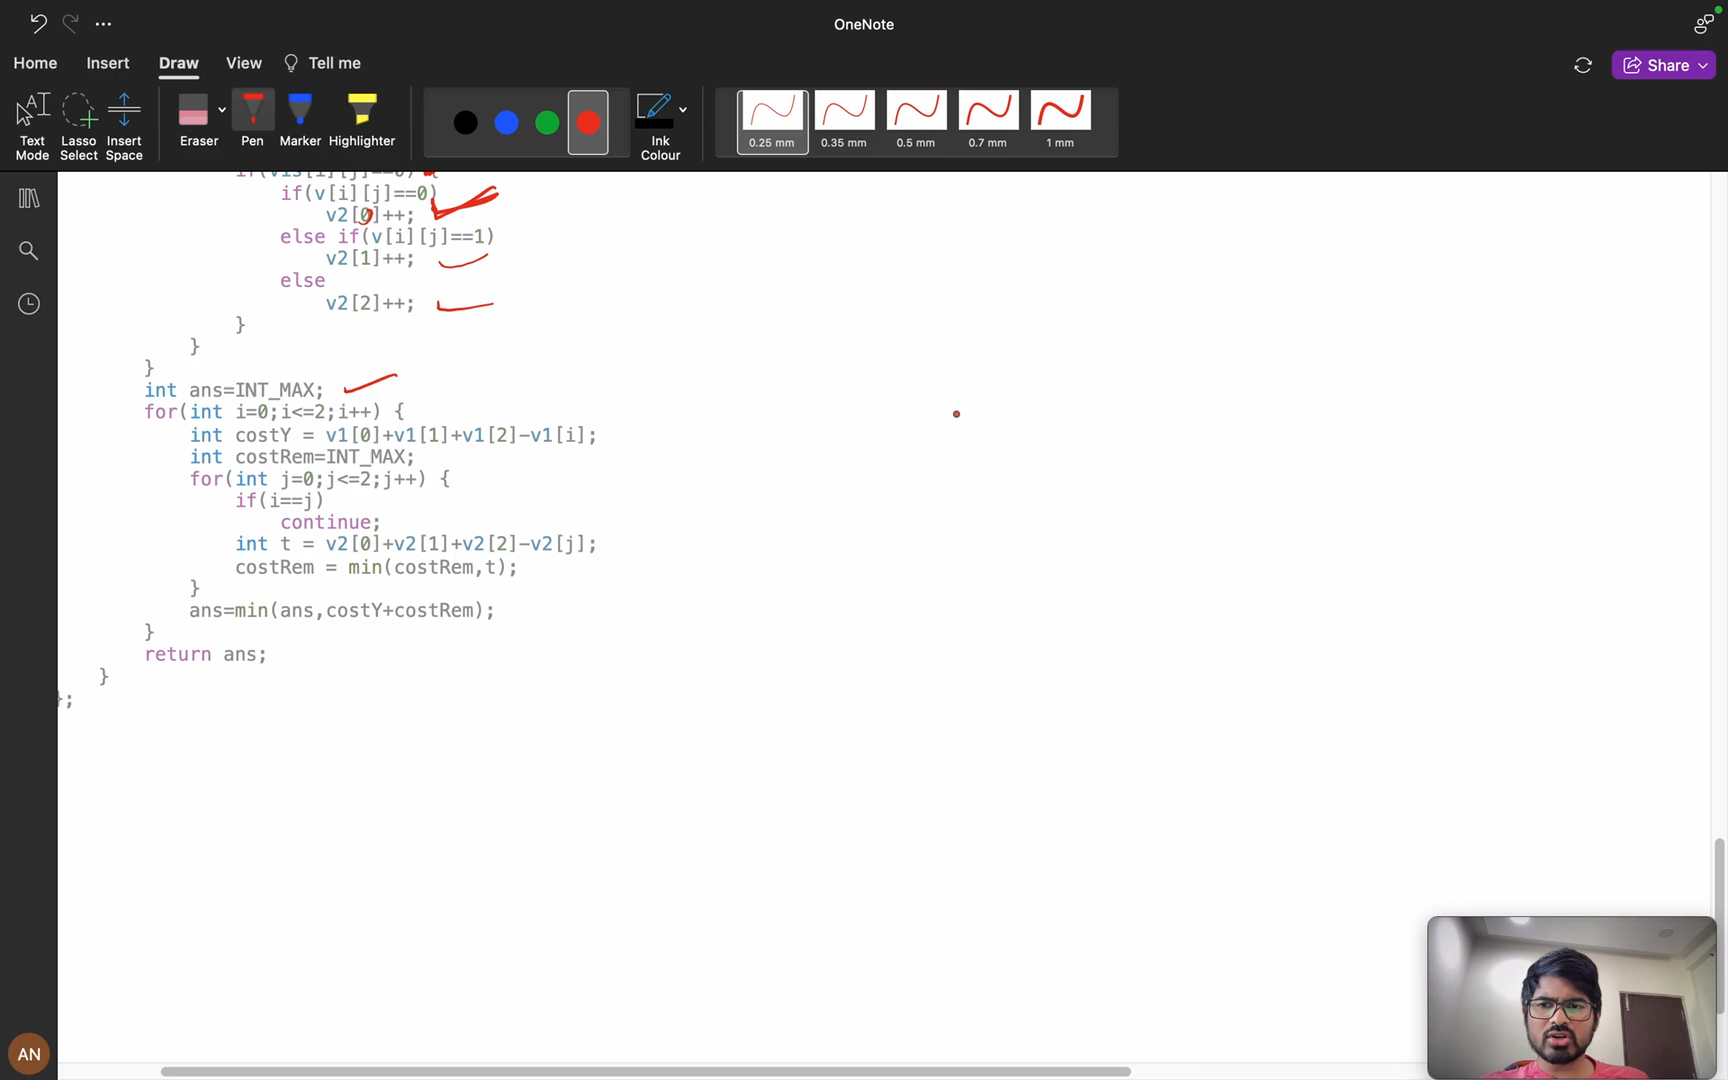 OneNote
Home Insert Draw View Tell me
Share
Text Mode
Lasso Select
Insert Space
Eraser
Pen
Marker
Highlighter
Ink Colour
0.25 mm
0.35 mm
0.5 mm
0.7 mm
1 mm
if(vis[i][j]==0) {
if(v[i][j]==0)
v2[0]++;
else if(v[i][j]==1)
v2[1]++;
else
v2[2]++;
}
}
}
int ans=INT_MAX;
for(int i=0;i<=2;i++) {
int costY = v1[0]+v1[1]+v1[2]-v1[i];
int costRem=INT_MAX;
for(int j=0;j<=2;j++) {
if(i==j)
continue;
int t = v2[0]+v2[1]+v2[2]-v2[j];
costRem = min(costRem,t);
}
ans=min(ans,costY+costRem);
}
return ans;
}
};
AN